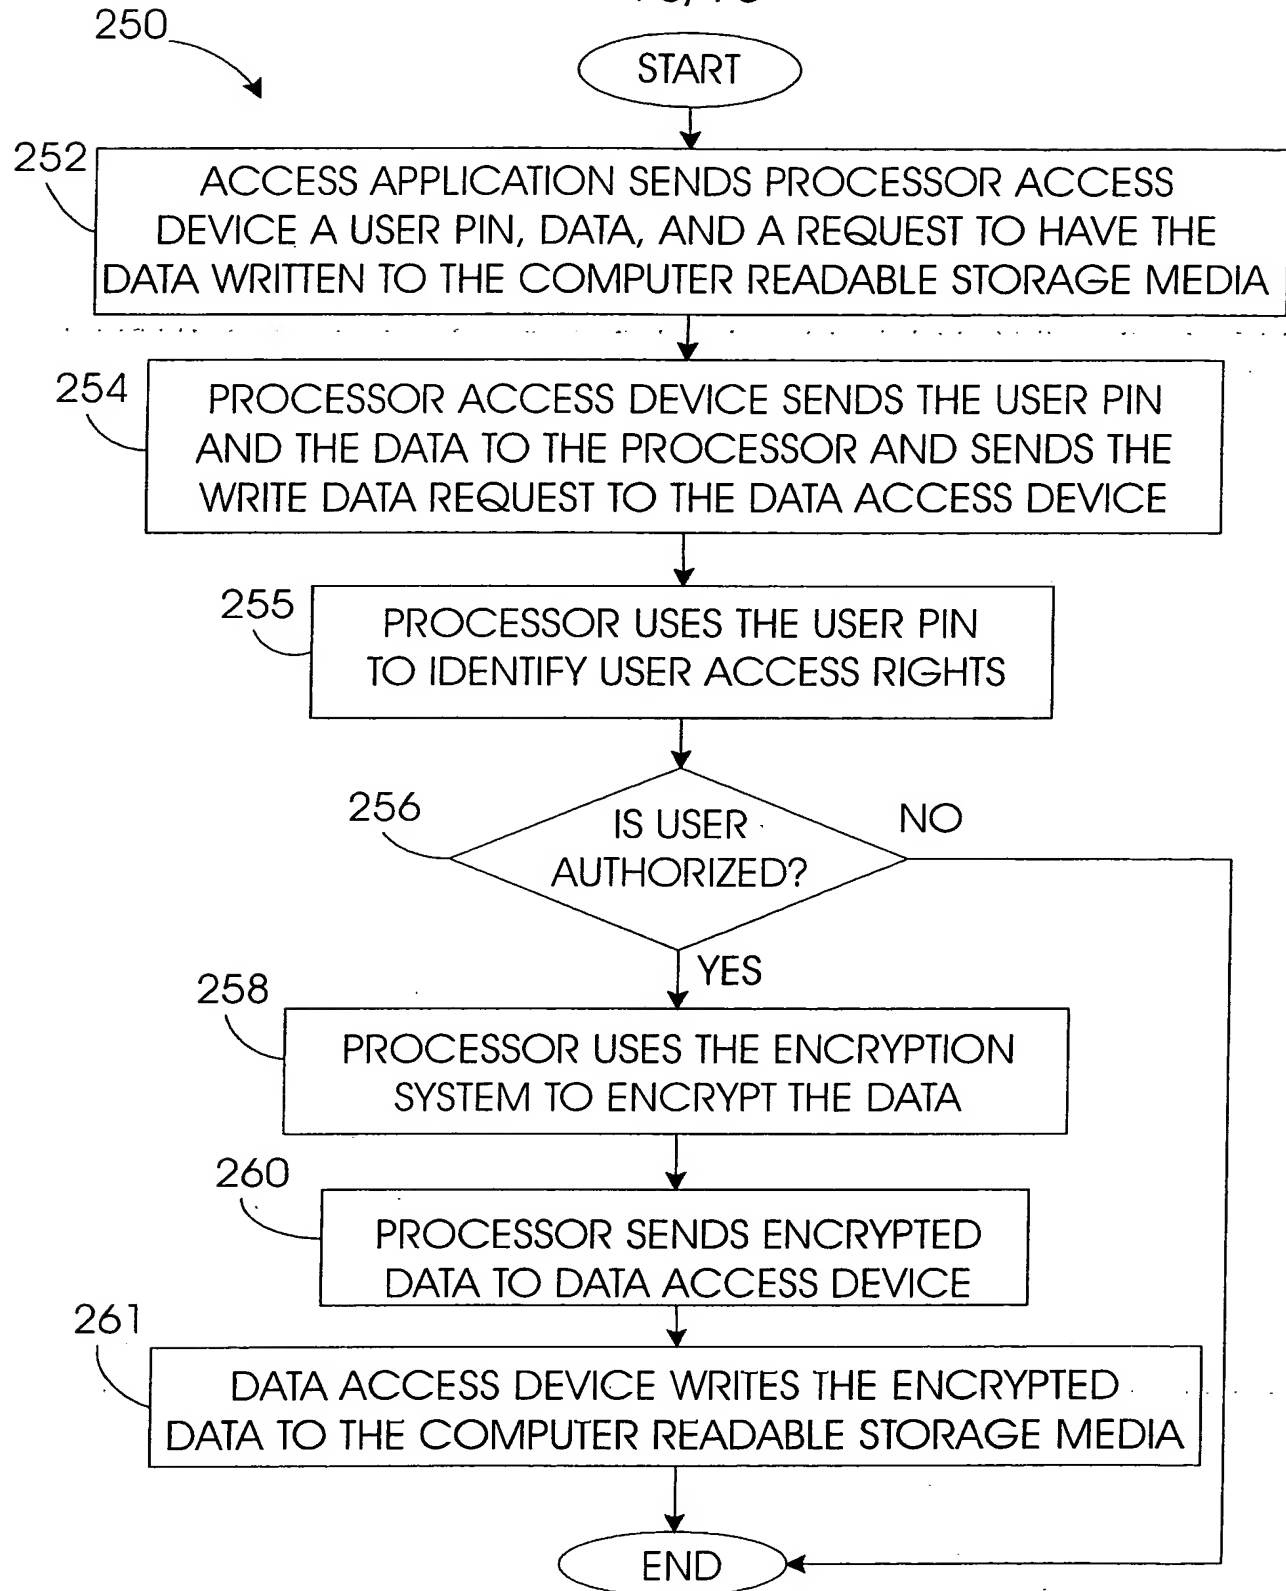 250
START
252
ACCESS APPLICATION SENDS PROCESSOR ACCESS
DEVICE A USER PIN, DATA, AND A REQUEST TO HAVE THE
DATA WRITTEN TO THE COMPUTER READABLE STORAGE MEDIA
254
PROCESSOR ACCESS DEVICE SENDS THE USER PIN
AND THE DATA TO THE PROCESSOR AND SENDS THE
WRITE DATA REQUEST TO THE DATA ACCESS DEVICE
255
PROCESSOR USES THE USER PIN
TO IDENTIFY USER ACCESS RIGHTS
256
IS USER
AUTHORIZED?
NO
YES
258
PROCESSOR USES THE ENCRYPTION
SYSTEM TO ENCRYPT THE DATA
260
PROCESSOR SENDS ENCRYPTED
DATA TO DATA ACCESS DEVICE
261
DATA ACCESS DEVICE WRITES THE ENCRYPTED
DATA TO THE COMPUTER READABLE STORAGE MEDIA
END